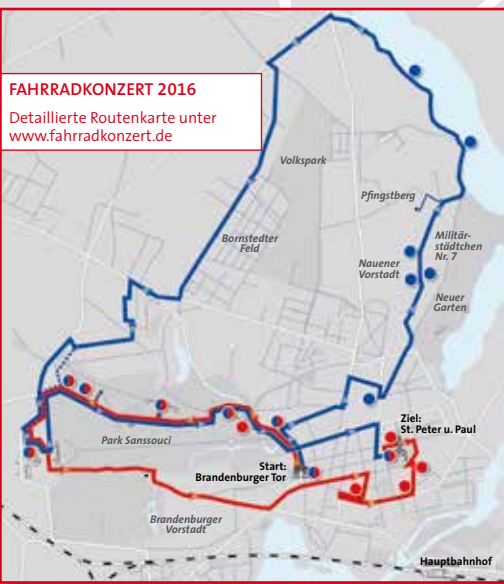 FAHRRADKONZERT 2016
Detaillierte Routenkarte unter
www.fahrradkonzert.de
Volkspark
Pfingstberg
Bornstedter
Feld
Militär-
städtchen
Nr. 7
Nauener
Vorstadt
Neuer
Garten
Ziel:
St. Peter u. Paul
Park Sanssouci
Start:
Brandenburger Tor
Brandenburger
Vorstadt
Hauptbahnhof